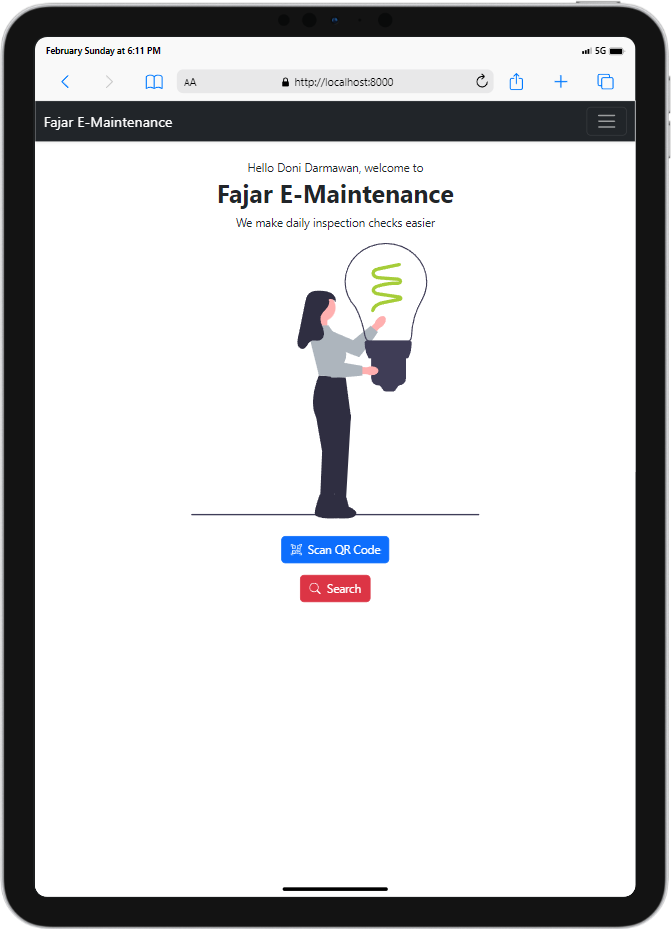 February Sunday at 6:11 PM
5G
AA
http://localhost:8000
Fajar E-Maintenance
Hello Doni Darmawan, welcome to
Fajar E-Maintenance
We make daily inspection checks easier
Scan QR Code
Search